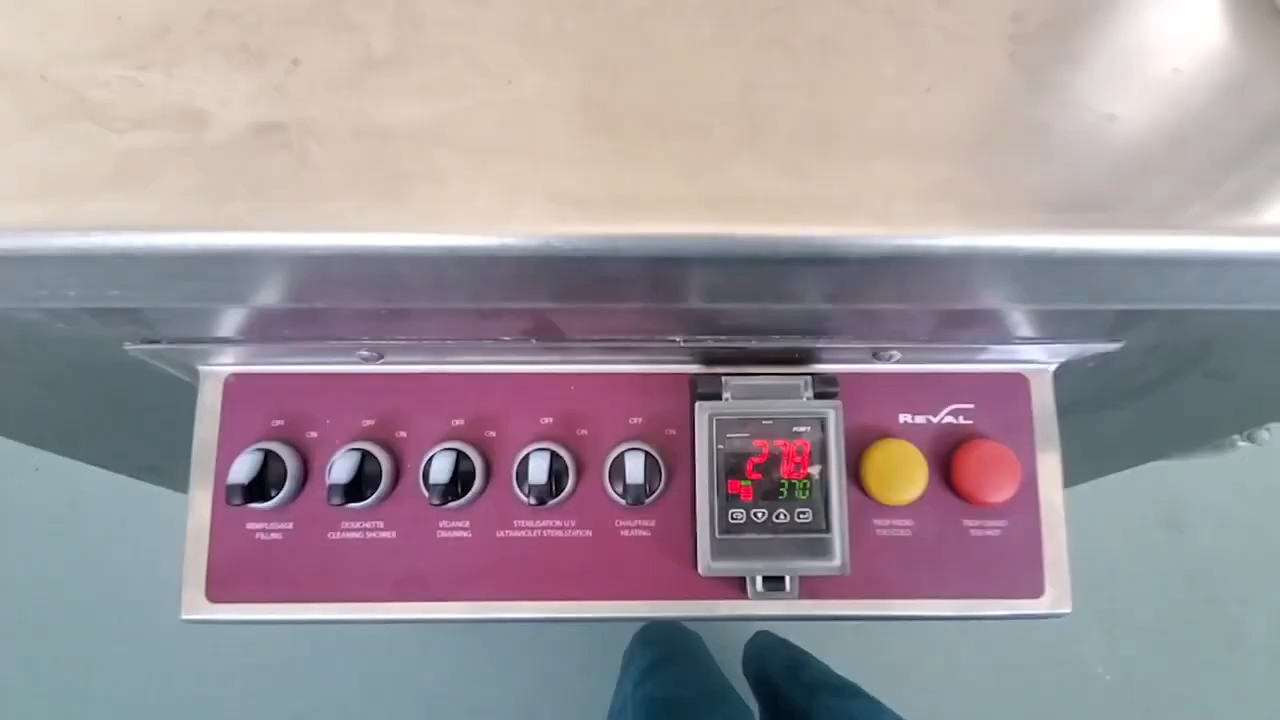 REVAL
OFF
ON
OFF
ON
OFF
ON
OFF
ON
OFF
ON
27.8
37.0
REMPLISSAGE
FILLING
DOUCHETTE
CLEANING SHOWER
VIDANGE
DRAINING
STERILISATION U.V.
ULTRAVIOLET STERILIZATION
CHAUFFAGE
HEATING
TROP FROID
TOO COLD
TROP CHAUD
TOO HOT